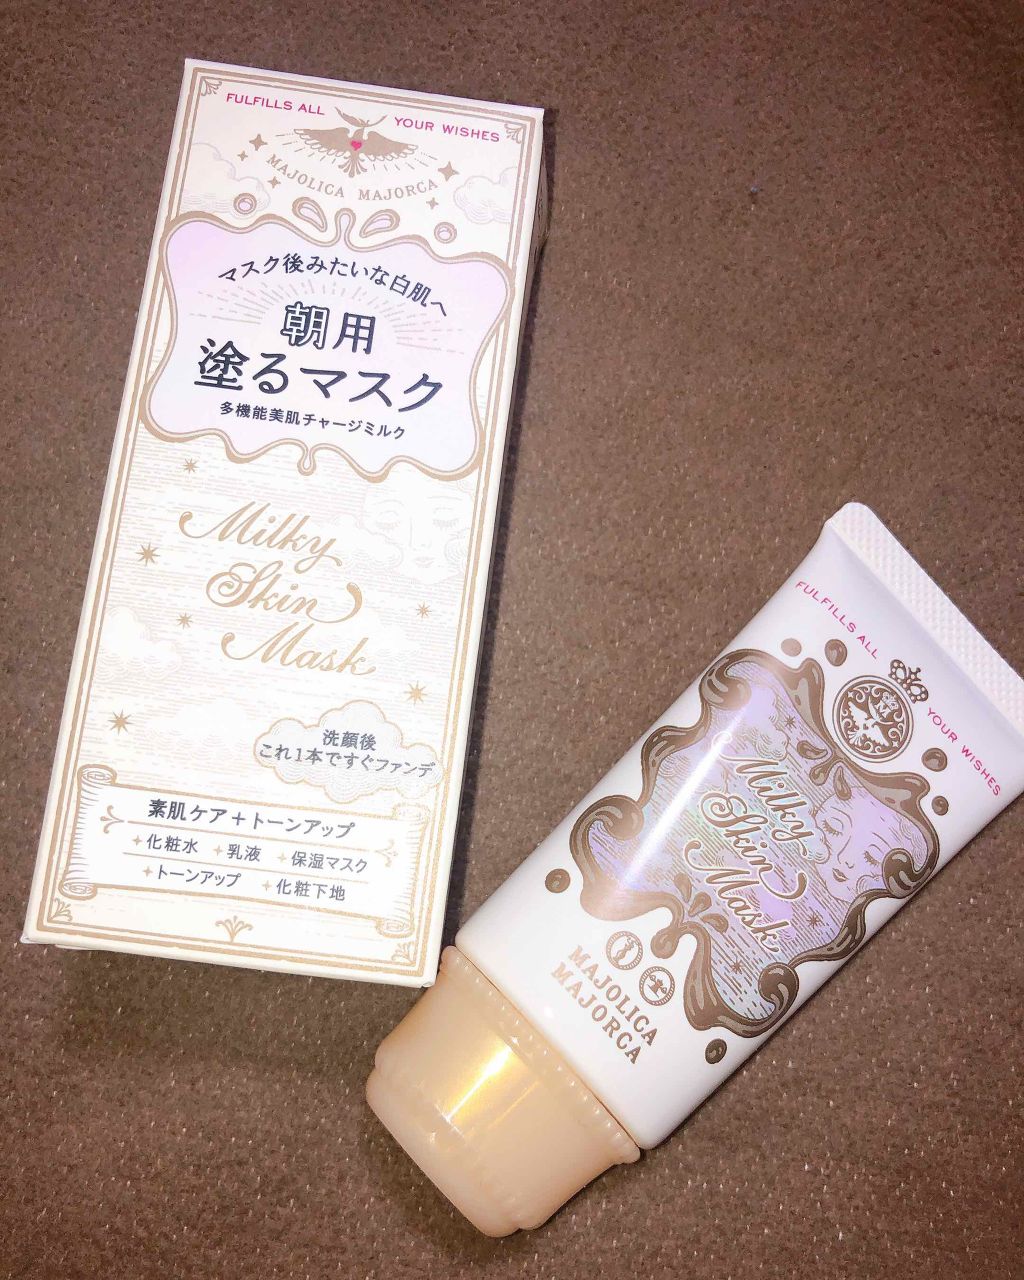 FULFILLS ALL YOUR WISHES
MAJOLICA MAJORCA
マスク後みたいな白肌へ
朝用
塗るマスク
多機能美肌チャージミルク
Milky
Skin
Mask
洗顔後
これ1本ですぐファンデ
素肌ケア+トーンアップ
化粧水 乳液 保湿マスク
トーンアップ 化粧下地
FULFILLS ALL YOUR WISHES
M
Milky
Skin
Mask
MAJOLICA
MAJORCA